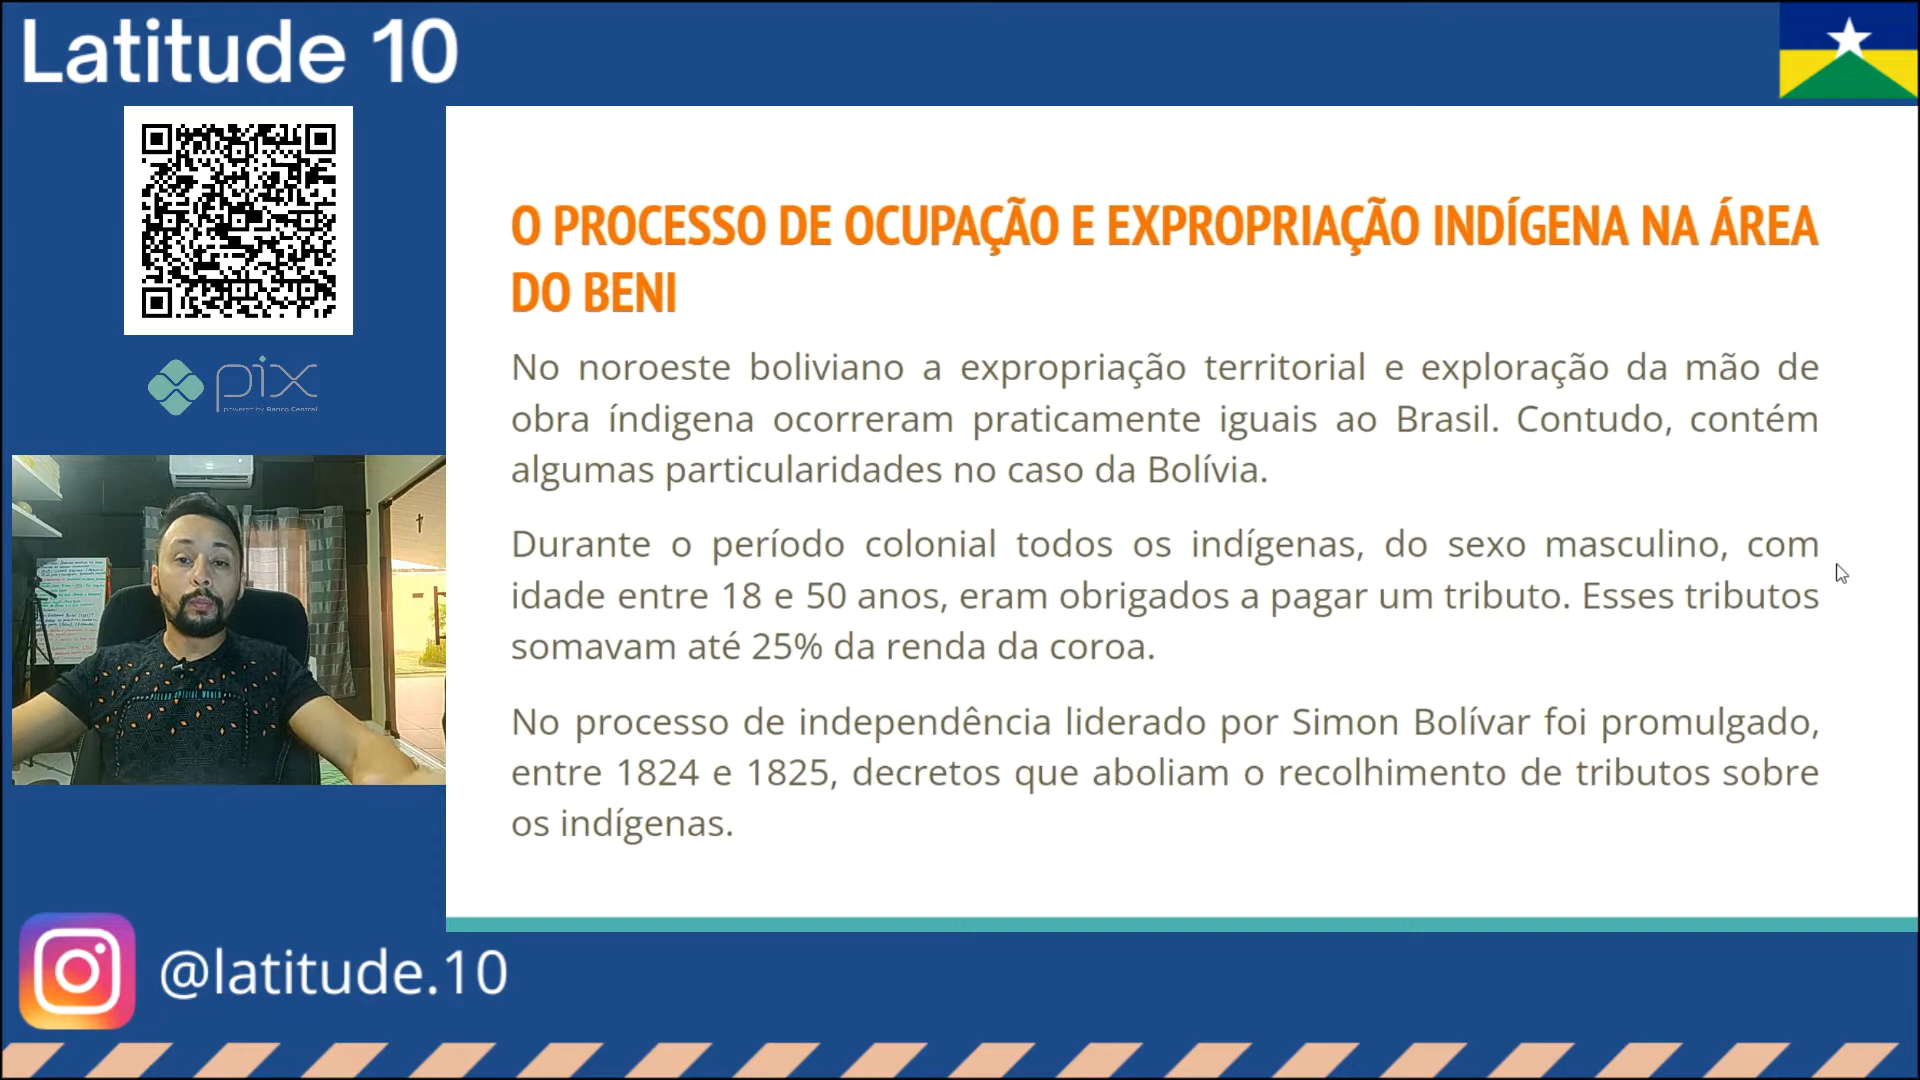 Latitude 10
pix
powered by Banco Central
O PROCESSO DE OCUPAÇÃO E EXPROPRIAÇÃO INDÍGENA NA ÁREA
DO BENI
No noroeste boliviano a expropriação territorial e exploração da mão de
obra índigena ocorreram praticamente iguais ao Brasil. Contudo, contém
algumas particularidades no caso da Bolívia.
Durante o período colonial todos os indígenas, do sexo masculino, com
idade entre 18 e 50 anos, eram obrigados a pagar um tributo. Esses tributos
somavam até 25% da renda da coroa.
No processo de independência liderado por Simon Bolívar foi promulgado,
entre 1824 e 1825, decretos que aboliam o recolhimento de tributos sobre
os indígenas.
@latitude.10